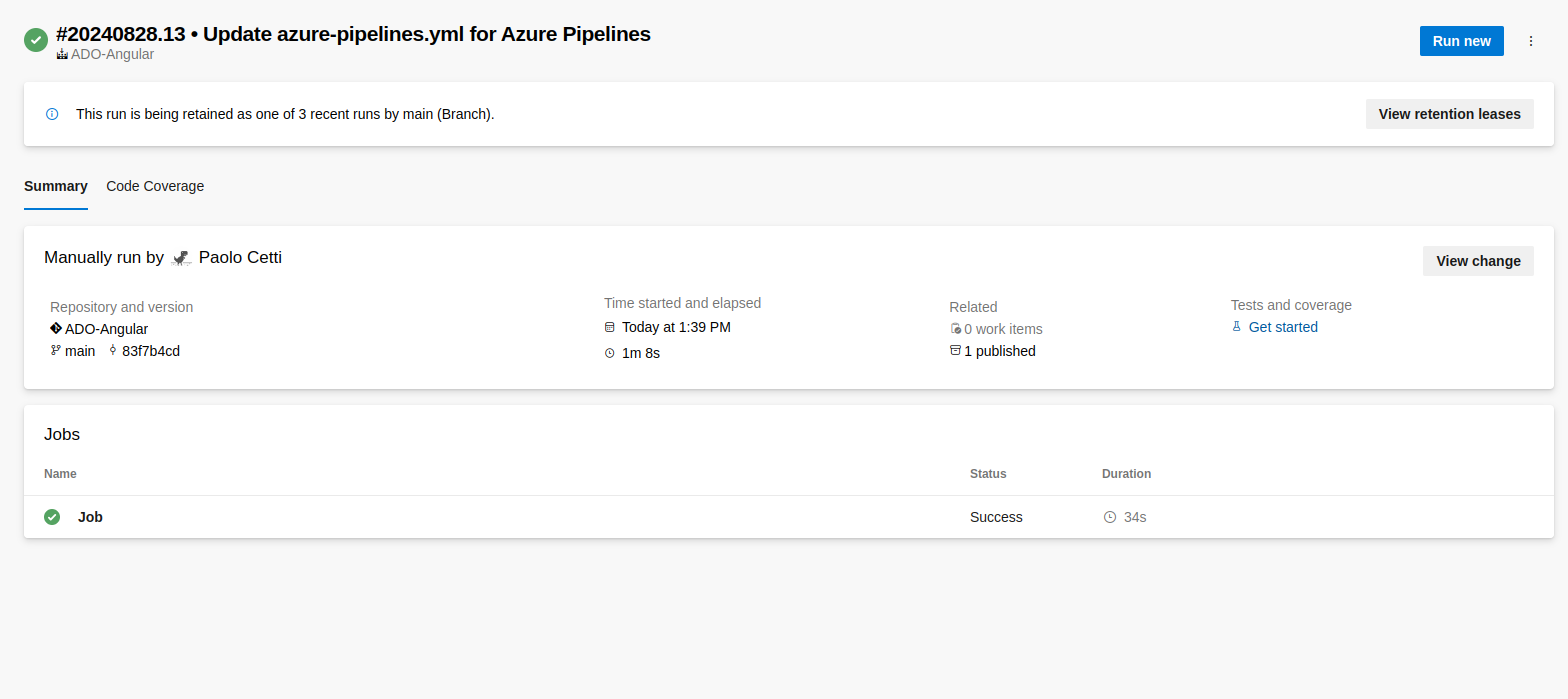 #20240828.13 • Update azure-pipelines.yml for Azure Pipelines
ADO-Angular
Run new
This run is being retained as one of 3 recent runs by main (Branch).
View retention leases
Summary
Code Coverage
Manually run by Paolo Cetti
View change
Repository and version
ADO-Angular
main 83f7b4cd
Time started and elapsed
Today at 1:39 PM
1m 8s
Related
0 work items
1 published
Tests and coverage
Get started
Jobs
Name Status Duration
Job Success 34s